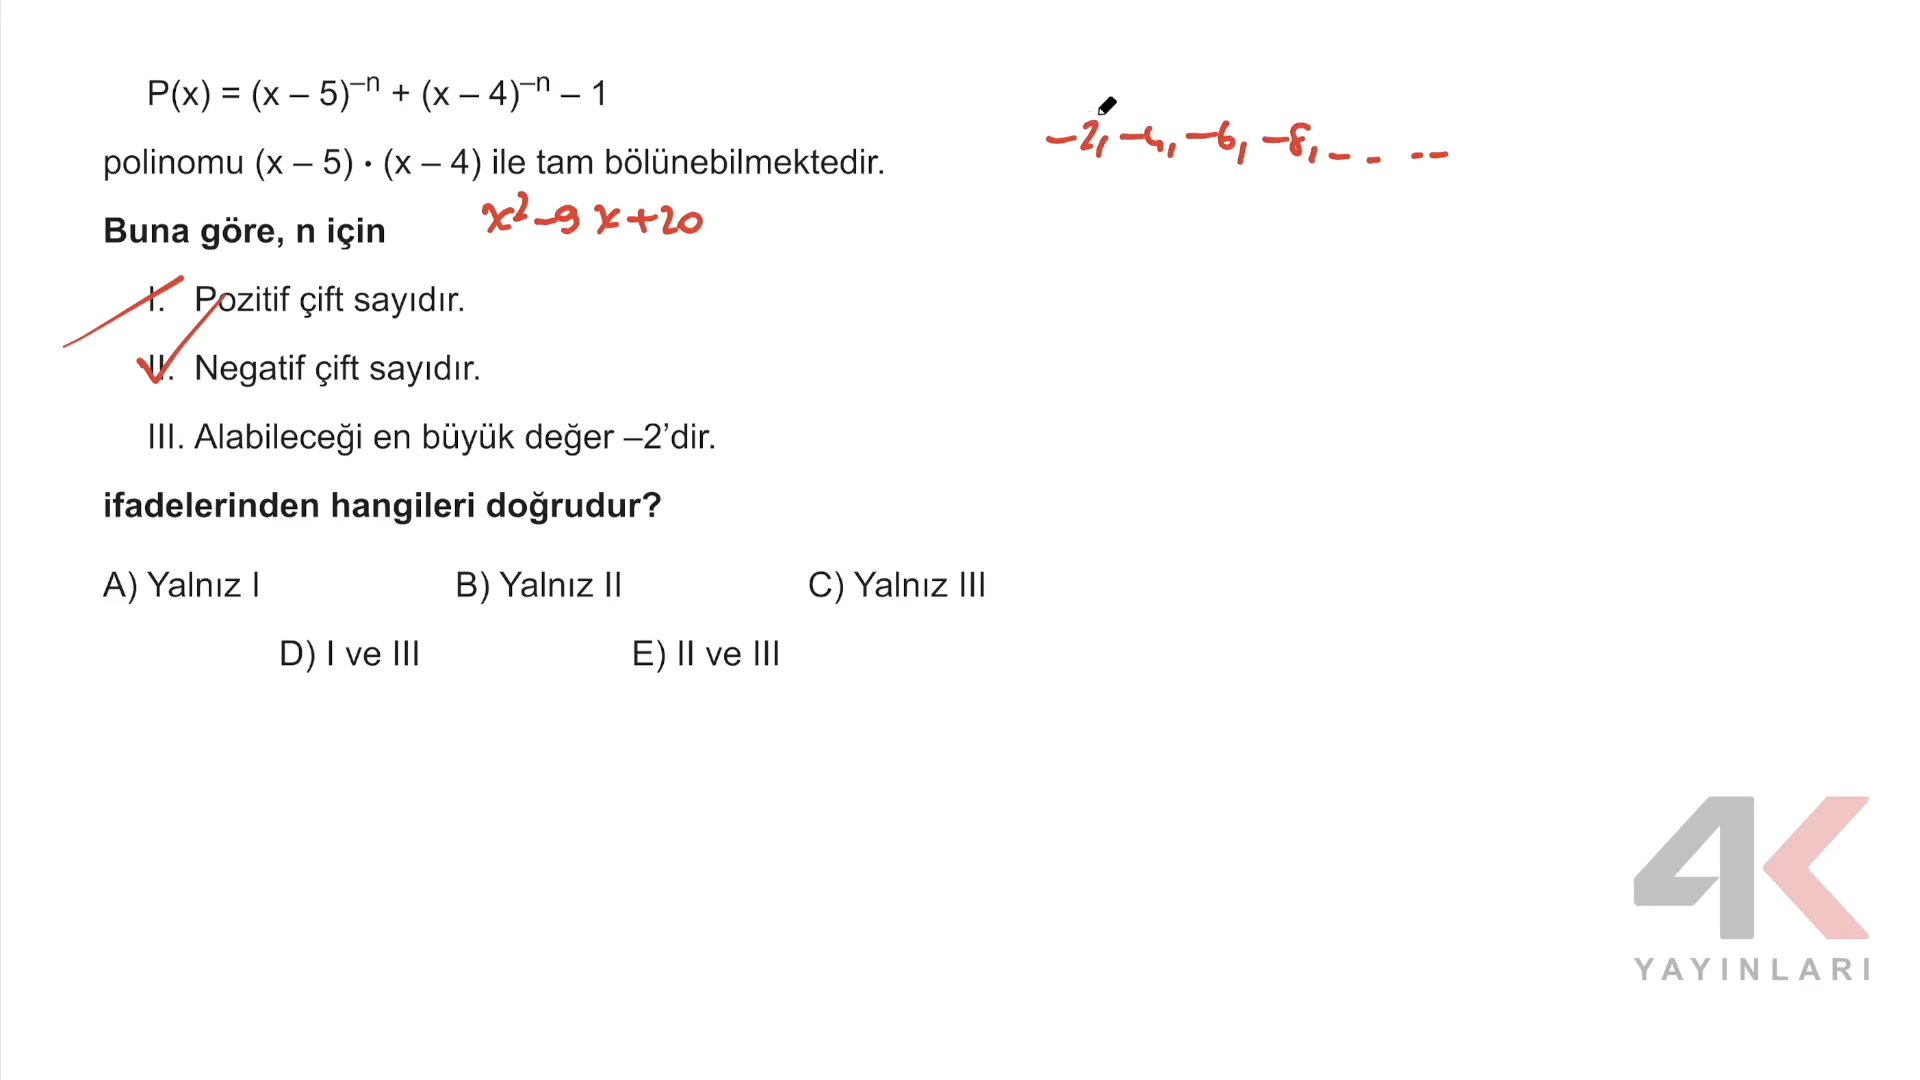 P(x) = (x – 5)⁻ⁿ + (x – 4)⁻ⁿ – 1
–2, –4, –6, –8, – – – –
polinomu (x – 5) · (x – 4) ile tam bölünebilmektedir.
x² – 9x + 20
Buna göre, n için
I. Pozitif çift sayıdır.
II. Negatif çift sayıdır.
III. Alabileceği en büyük değer –2’dir.
ifadelerinden hangileri doğrudur?
A) Yalnız I B) Yalnız II C) Yalnız III
D) I ve III E) II ve III
4K
YAYINLARI